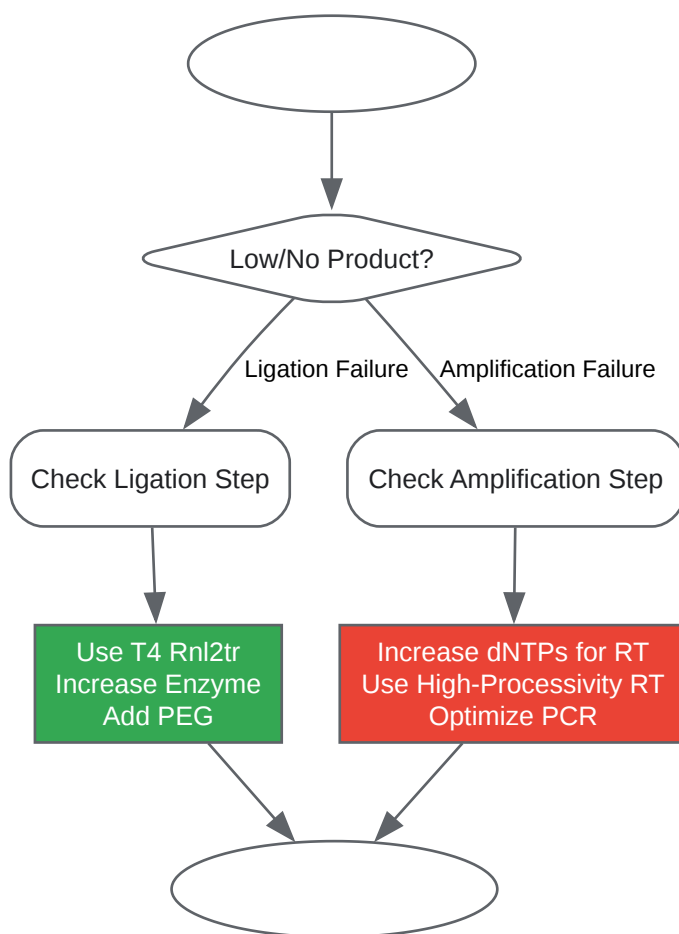 Low/No Product?
Ligation Failure
Amplification Failure
Check Ligation Step
Check Amplification Step
Use T4 Rnl2tr
Increase Enzyme
Add PEG
Increase dNTPs for RT
Use High-Processivity RT
Optimize PCR